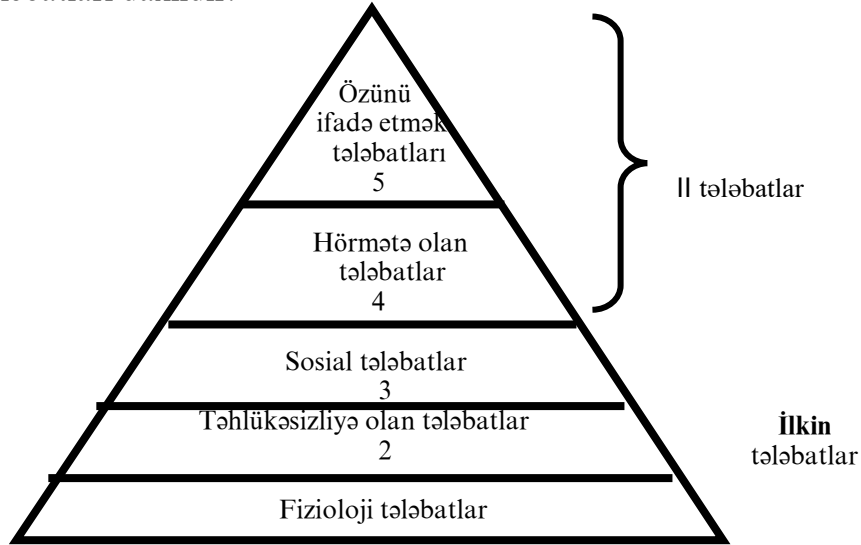 Özünü
ifadə etmək
tələbatları
5
II tələbatlar
Hörmətə olan
tələbatlar
4
Sosial tələbatlar
3
Təhlükəsizliyə olan tələbatlar
2
İlkin
tələbatlar
Fizioloji tələbatlar